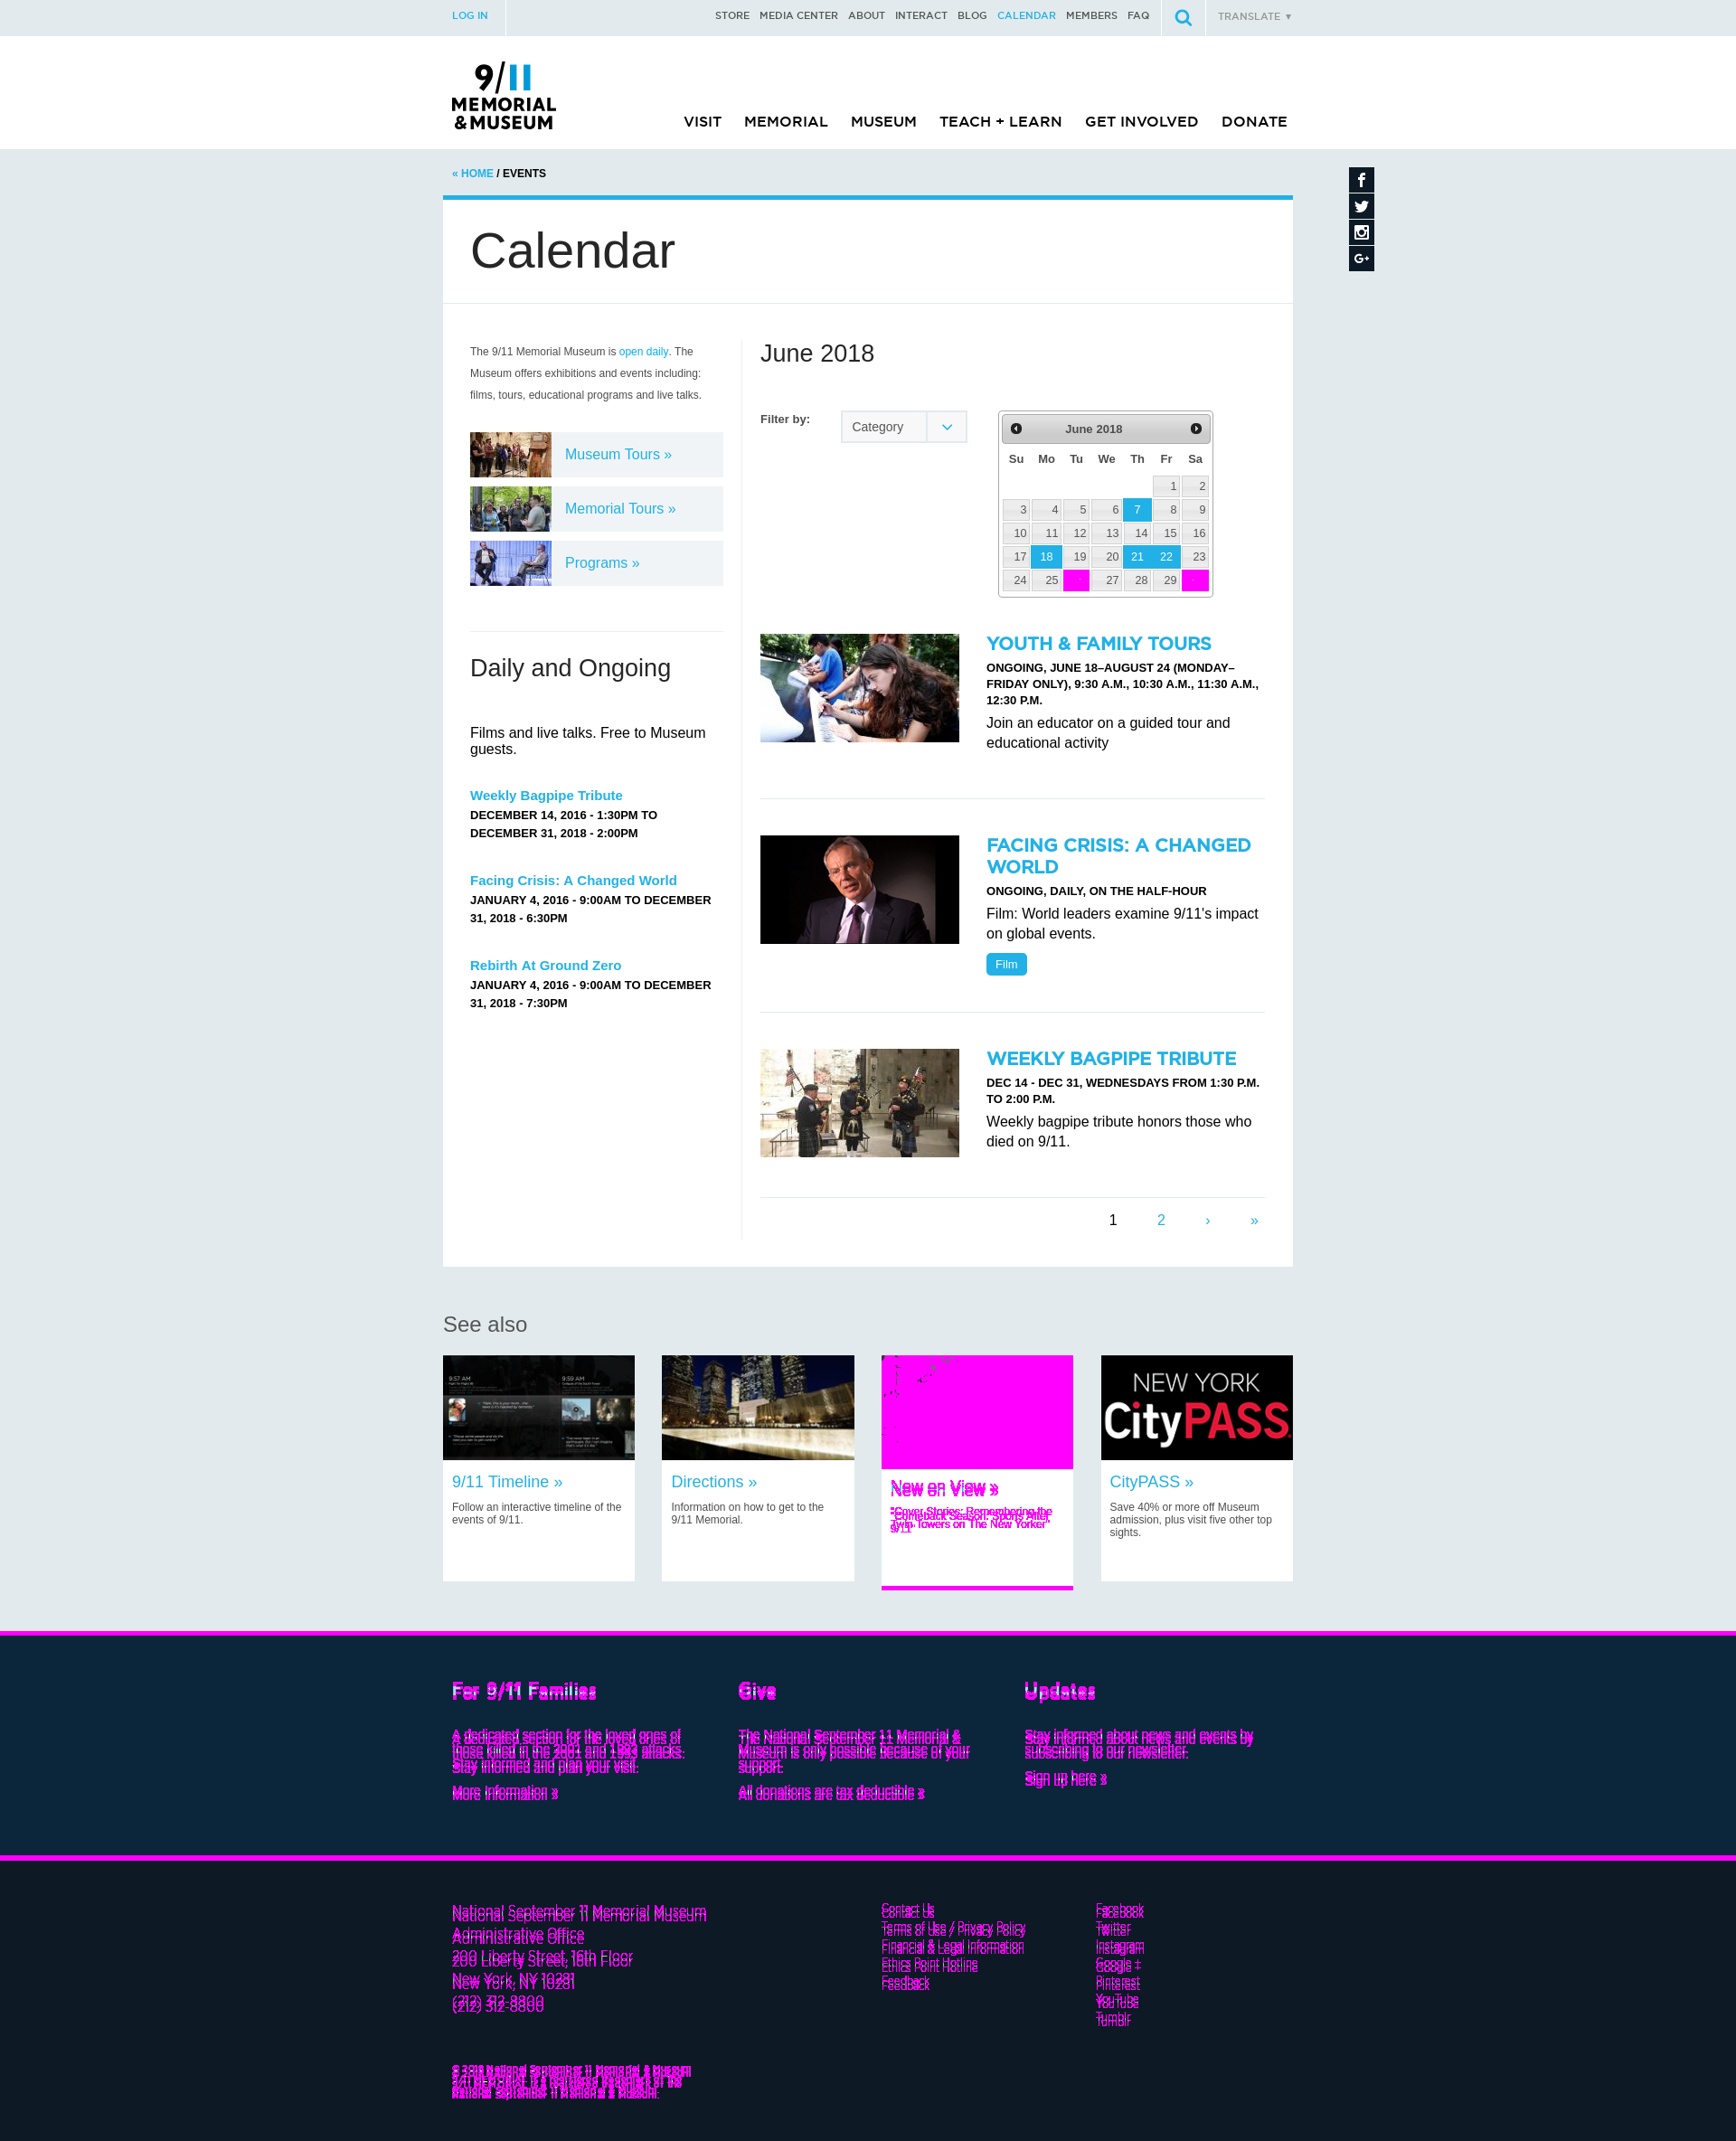 LOG IN
STORE MEDIA CENTER ABOUT INTERACT BLOG CALENDAR MEMBERS FAQ
TRANSLATE ▼
9/11
MEMORIAL
& MUSEUM
VISIT MEMORIAL MUSEUM TEACH + LEARN GET INVOLVED DONATE
« HOME / EVENTS
Calendar
The 9/11 Memorial Museum is open daily. The
Museum offers exhibitions and events including:
films, tours, educational programs and live talks.
Museum Tours »
Memorial Tours »
Programs »
Daily and Ongoing
Films and live talks. Free to Museum
guests.
Weekly Bagpipe Tribute
DECEMBER 14, 2016 - 1:30PM TO
DECEMBER 31, 2018 - 2:00PM
Facing Crisis: A Changed World
JANUARY 4, 2016 - 9:00AM TO DECEMBER
31, 2018 - 6:30PM
Rebirth At Ground Zero
JANUARY 4, 2016 - 9:00AM TO DECEMBER
31, 2018 - 7:30PM
June 2018
Filter by:
Category
June 2018
Su Mo Tu We Th Fr Sa
1 2
3 4 5 6 7 8 9
10 11 12 13 14 15 16
17 18 19 20 21 22 23
24 25 27 28 29
YOUTH & FAMILY TOURS
ONGOING, JUNE 18–AUGUST 24 (MONDAY–
FRIDAY ONLY), 9:30 A.M., 10:30 A.M., 11:30 A.M.,
12:30 P.M.
Join an educator on a guided tour and
educational activity
FACING CRISIS: A CHANGED
WORLD
ONGOING, DAILY, ON THE HALF-HOUR
Film: World leaders examine 9/11's impact
on global events.
Film
WEEKLY BAGPIPE TRIBUTE
DEC 14 - DEC 31, WEDNESDAYS FROM 1:30 P.M.
TO 2:00 P.M.
Weekly bagpipe tribute honors those who
died on 9/11.
1 2 › »
See also
9:57 AM
9:59 AM
NEW YORK
CityPASS
9/11 Timeline »
Follow an interactive timeline of the
events of 9/11.
Directions »
Information on how to get to the
9/11 Memorial.
New on View »
CityPASS »
Save 40% or more off Museum
admission, plus visit five other top
sights.
For 9/11 Families
A dedicated section for the loved ones of
those killed in the 2001 and 1993 attacks.
Stay informed and plan your visit.
More Information »
Give
The National September 11 Memorial &
Museum is only possible because of your
support.
All donations are tax deductible »
Updates
Stay informed about news and events by
subscribing to our newsletter.
Sign up here »
National September 11 Memorial Museum
Administrative Office
200 Liberty Street, 16th Floor
New York, NY 10281
(212) 312-8800
Contact Us
Terms of Use / Privacy Policy
Financial & Legal Information
Ethics Point Hotline
Feedback
Facebook
Twitter
Instagram
Google +
Pinterest
YouTube
Tumblr